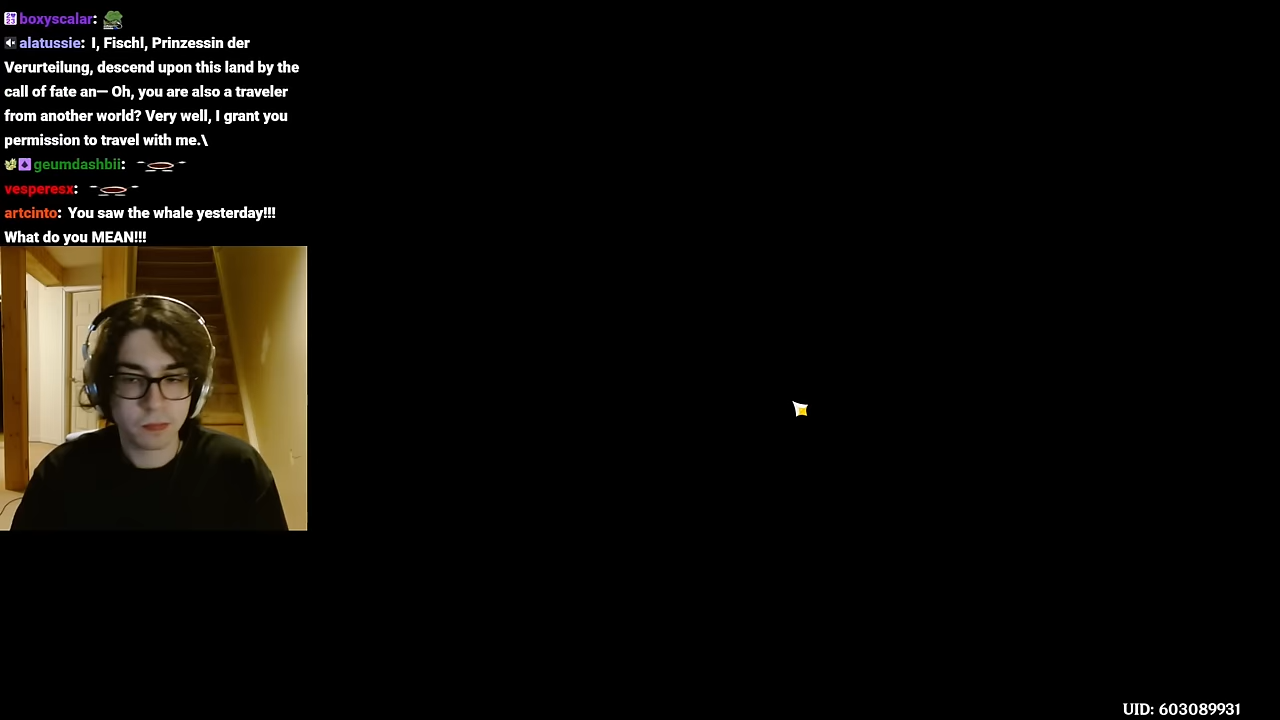 boxyscalar:
alatussie: I, Fischl, Prinzessin der
Verurteilung, descend upon this land by the
call of fate an— Oh, you are also a traveler
from another world? Very well, I grant you
permission to travel with me.\
geumdashbii:
vesperesx:
artcinto: You saw the whale yesterday!!!
What do you MEAN!!!
UID: 603089931